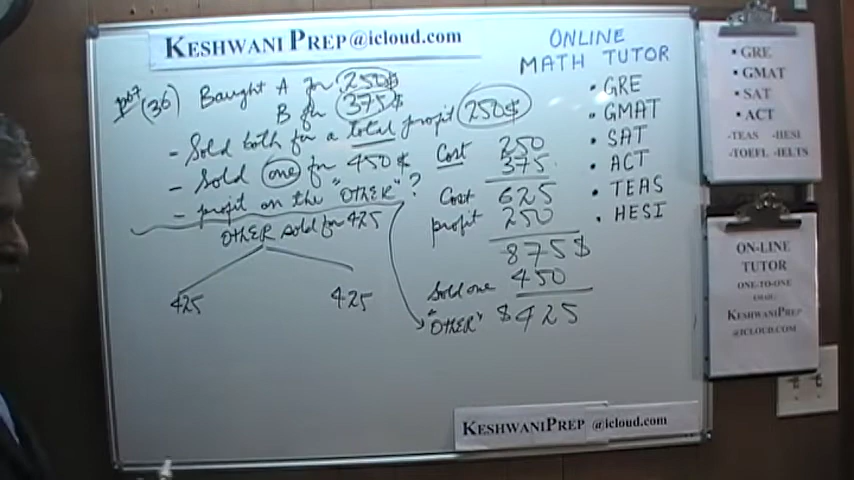 KESHWANI PREP@icloud.com
P67 (36) Baught A for 250$
B for 375$
- Sold both for a total profit 250$
- Sold one for 450$
- profit on the "OTHER"?
OTHER sold for 425
425
425
Cost 250
375
Cost 625
profit 250
875$
Sold one 450
"OTHER" $425
ONLINE
MATH TUTOR
• GRE
• GMAT
• SAT
• ACT
• TEAS
• HESI
• GRE
• GMAT
• SAT
• ACT
-TEAS -HESI
-TOEFL -IELTS
ON-LINE
TUTOR
ONE-TO-ONE
KESHWANIPREP
@ICLOUD.COM
KESHWANIPREP @icloud.com